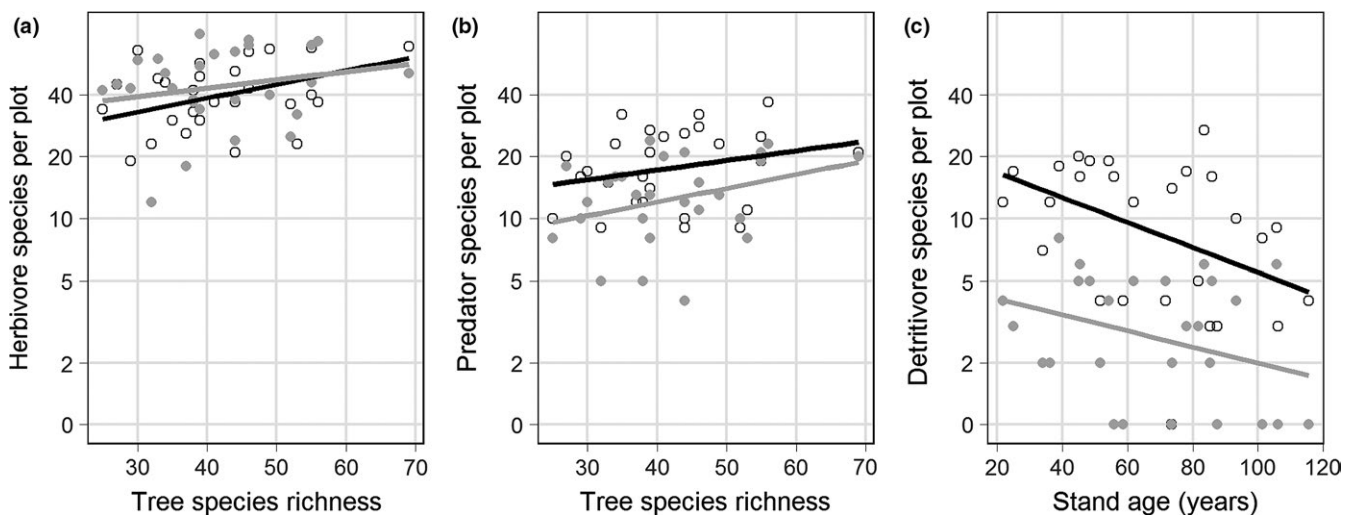 (a)
Herbivore species per plot
40
20
10
5
2
0
30 40 50 60 70
Tree species richness
(b)
Predator species per plot
40
20
10
5
2
0
30 40 50 60 70
Tree species richness
(c)
Detritivore species per plot
40
20
10
5
2
0
20 40 60 80 100 120
Stand age (years)